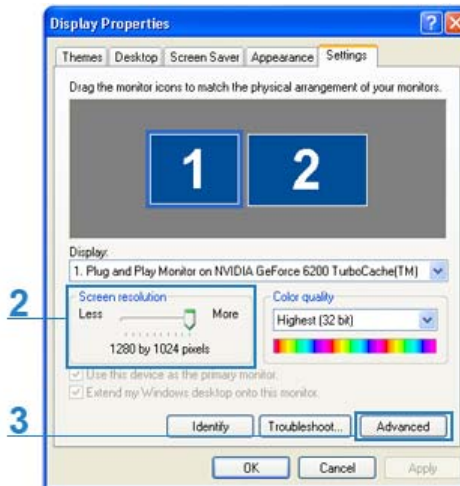 Display Properties
Themes Desktop Screen Saver Appearance Settings
Drag the monitor icons to match the physical arrangement of your monitors.
1 2
Display:
1. Plug and Play Monitor on NVIDIA GeForce 6200 TurboCache(TM)
2
Screen resolution
Less More
1280 by 1024 pixels
Color quality
Highest (32 bit)
Use this device as the primary monitor.
Extend my Windows desktop onto this monitor.
3
Identify Troubleshoot... Advanced
OK Cancel Apply